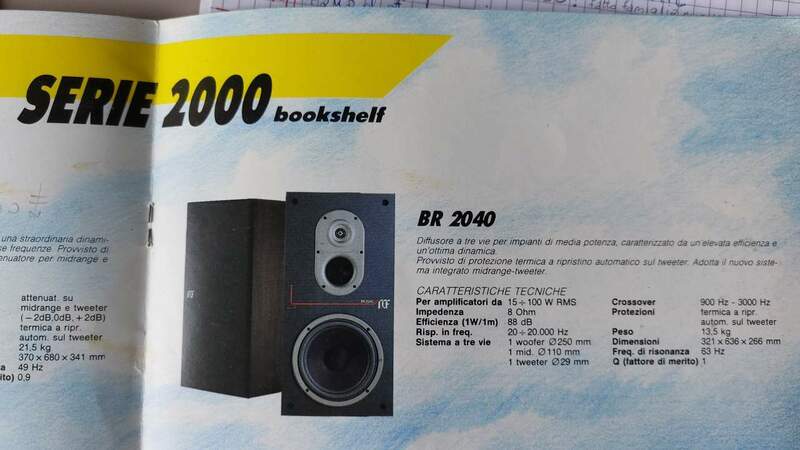 SERIE 2000 bookshelf
una straordinaria dinami-
se frequenze. Provvisto di
enuatore per midrange e
attenuat. su
midrange e tweeter
(−2dB,0dB,+2dB)
termica a ripr.
autom. sul tweeter
21,5 kg
370 x 680 x 341 mm
a 49 Hz
ito) 0,9
BR 2040
Diffusore a tre vie per impianti di media potenza, caratterizzato da un'elevata efficienza e
un'ottima dinamica.
Provvisto di protezione termica a ripristino automatico sul tweeter. Adotta il nuovo siste-
ma integrato midrange-tweeter.
CARATTERISTICHE TECNICHE
Per amplificatori da 15÷100 W RMS
Impedenza 8 Ohm
Efficienza (1W/1m) 88 dB
Risp. in freq. 20÷20.000 Hz
Sistema a tre vie 1 woofer ∅250 mm
1 mid. ∅110 mm
1 tweeter ∅29 mm
Crossover 900 Hz - 3000 Hz
Protezioni termica a ripr.
autom. sul tweeter
Peso 13,5 kg
Dimensioni 321 x 636 x 266 mm
Freq. di risonanza 63 Hz
Q (fattore di merito) 1